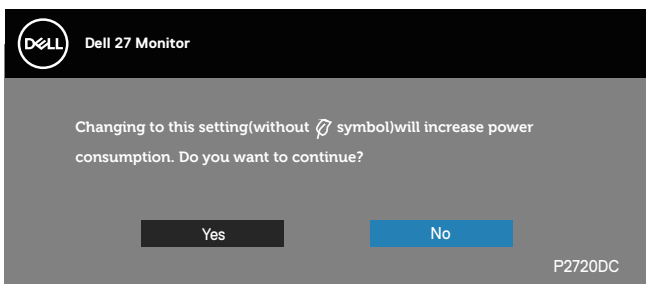 DELL
Dell 27 Monitor
Changing to this setting(without symbol)will increase power
consumption. Do you want to continue?
Yes
No
P2720DC